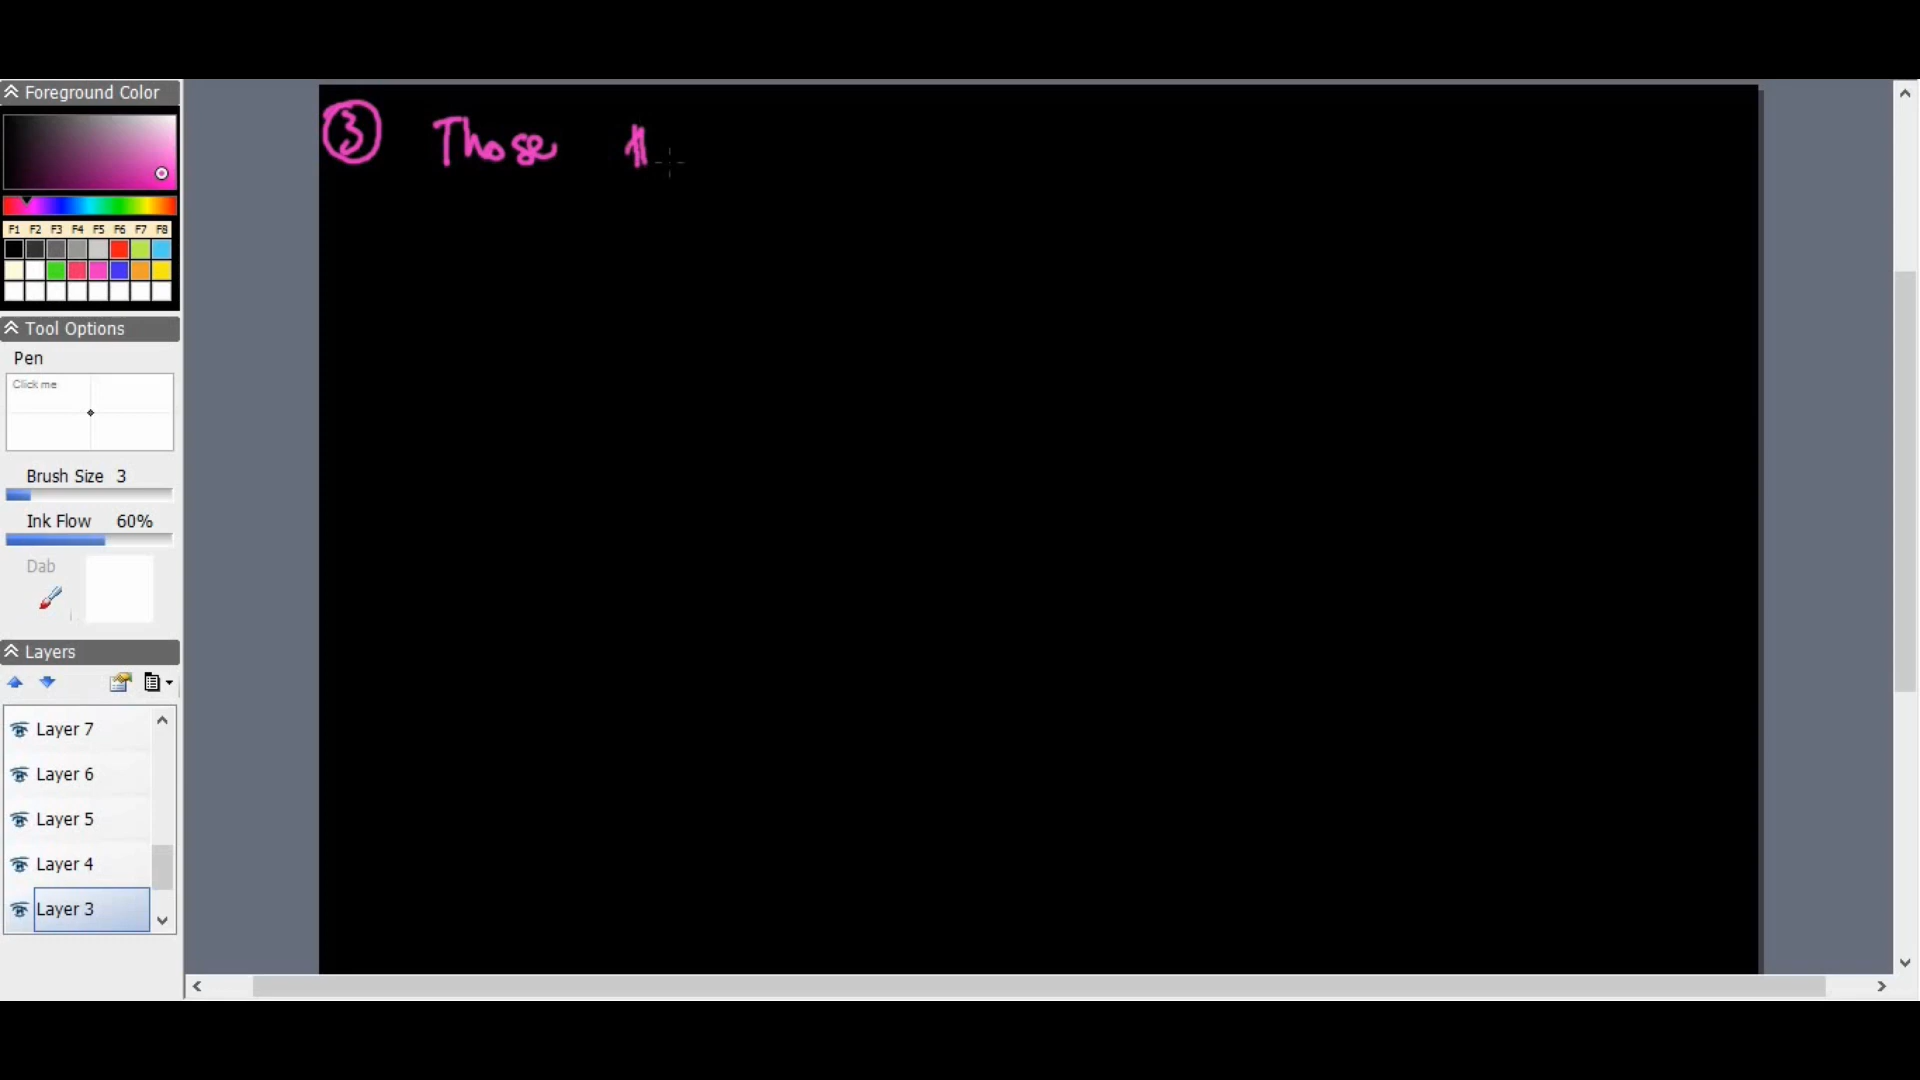 Foreground Color
③ Those
F1 F2 F3 F4 F5 F6 F7 F8
Tool Options
Pen
Click me
Brush Size 3
Ink Flow 60%
Dab
Layers
Layer 7
Layer 6
Layer 5
Layer 4
Layer 3